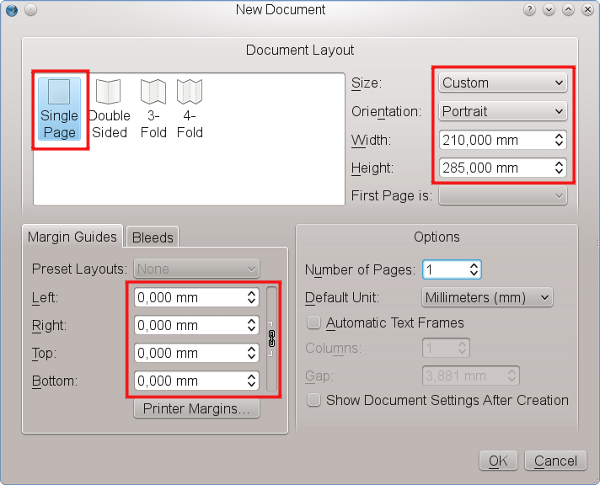 New Document
Document Layout
Single Page
Double Sided
3-Fold
4-Fold
Size: Custom
Orientation: Portrait
Width: 210,000 mm
Height: 285,000 mm
First Page is:
Margin Guides Bleeds
Preset Layouts: None
Left: 0,000 mm
Right: 0,000 mm
Top: 0,000 mm
Bottom: 0,000 mm
Printer Margins...
Options
Number of Pages: 1
Default Unit: Millimeters (mm)
Automatic Text Frames
Columns: 1
Gap: 3,881 mm
Show Document Settings After Creation
OK Cancel